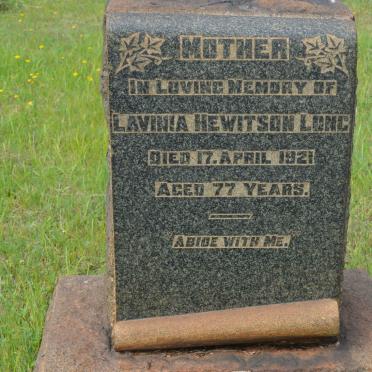 MOTHER
IN LOVING MEMORY OF
LAVINIA HEWITSON LONG
DIED 17. APRIL 1921
AGED 77 YEARS.
ABIDE WITH ME.